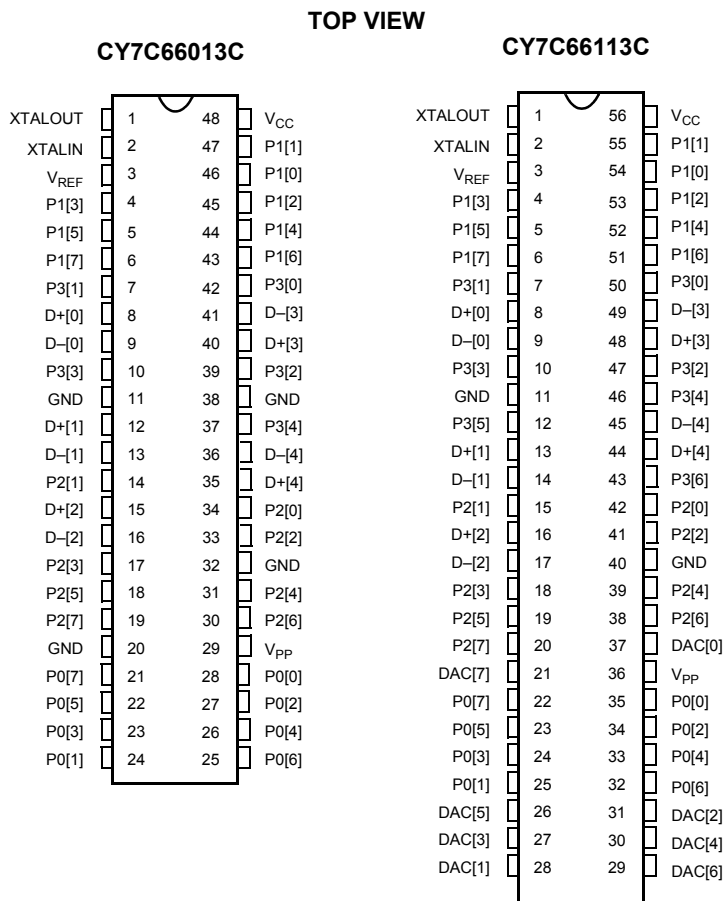 TOP VIEW
CY7C66013C
XTALOUT 1 48 VCC
XTALIN 2 47 P1[1]
VREF 3 46 P1[0]
P1[3] 4 45 P1[2]
P1[5] 5 44 P1[4]
P1[7] 6 43 P1[6]
P3[1] 7 42 P3[0]
D+[0] 8 41 D–[3]
D–[0] 9 40 D+[3]
P3[3] 10 39 P3[2]
GND 11 38 GND
D+[1] 12 37 P3[4]
D–[1] 13 36 D–[4]
P2[1] 14 35 D+[4]
D+[2] 15 34 P2[0]
D–[2] 16 33 P2[2]
P2[3] 17 32 GND
P2[5] 18 31 P2[4]
P2[7] 19 30 P2[6]
GND 20 29 VPP
P0[7] 21 28 P0[0]
P0[5] 22 27 P0[2]
P0[3] 23 26 P0[4]
P0[1] 24 25 P0[6]
CY7C66113C
XTALOUT 1 56 VCC
XTALIN 2 55 P1[1]
VREF 3 54 P1[0]
P1[3] 4 53 P1[2]
P1[5] 5 52 P1[4]
P1[7] 6 51 P1[6]
P3[1] 7 50 P3[0]
D+[0] 8 49 D–[3]
D–[0] 9 48 D+[3]
P3[3] 10 47 P3[2]
GND 11 46 P3[4]
P3[5] 12 45 D–[4]
D+[1] 13 44 D+[4]
D–[1] 14 43 P3[6]
P2[1] 15 42 P2[0]
D+[2] 16 41 P2[2]
D–[2] 17 40 GND
P2[3] 18 39 P2[4]
P2[5] 19 38 P2[6]
P2[7] 20 37 DAC[0]
DAC[7] 21 36 VPP
P0[7] 22 35 P0[0]
P0[5] 23 34 P0[2]
P0[3] 24 33 P0[4]
P0[1] 25 32 P0[6]
DAC[5] 26 31 DAC[2]
DAC[3] 27 30 DAC[4]
DAC[1] 28 29 DAC[6]